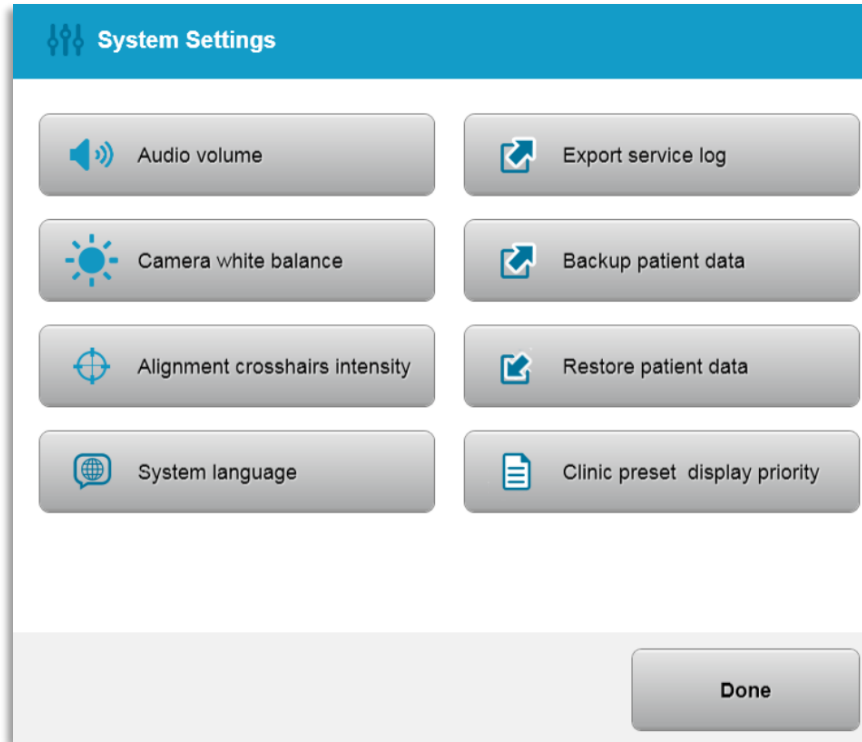 System Settings
Audio volume
Export service log
Camera white balance
Backup patient data
Alignment crosshairs intensity
Restore patient data
System language
Clinic preset display priority
Done